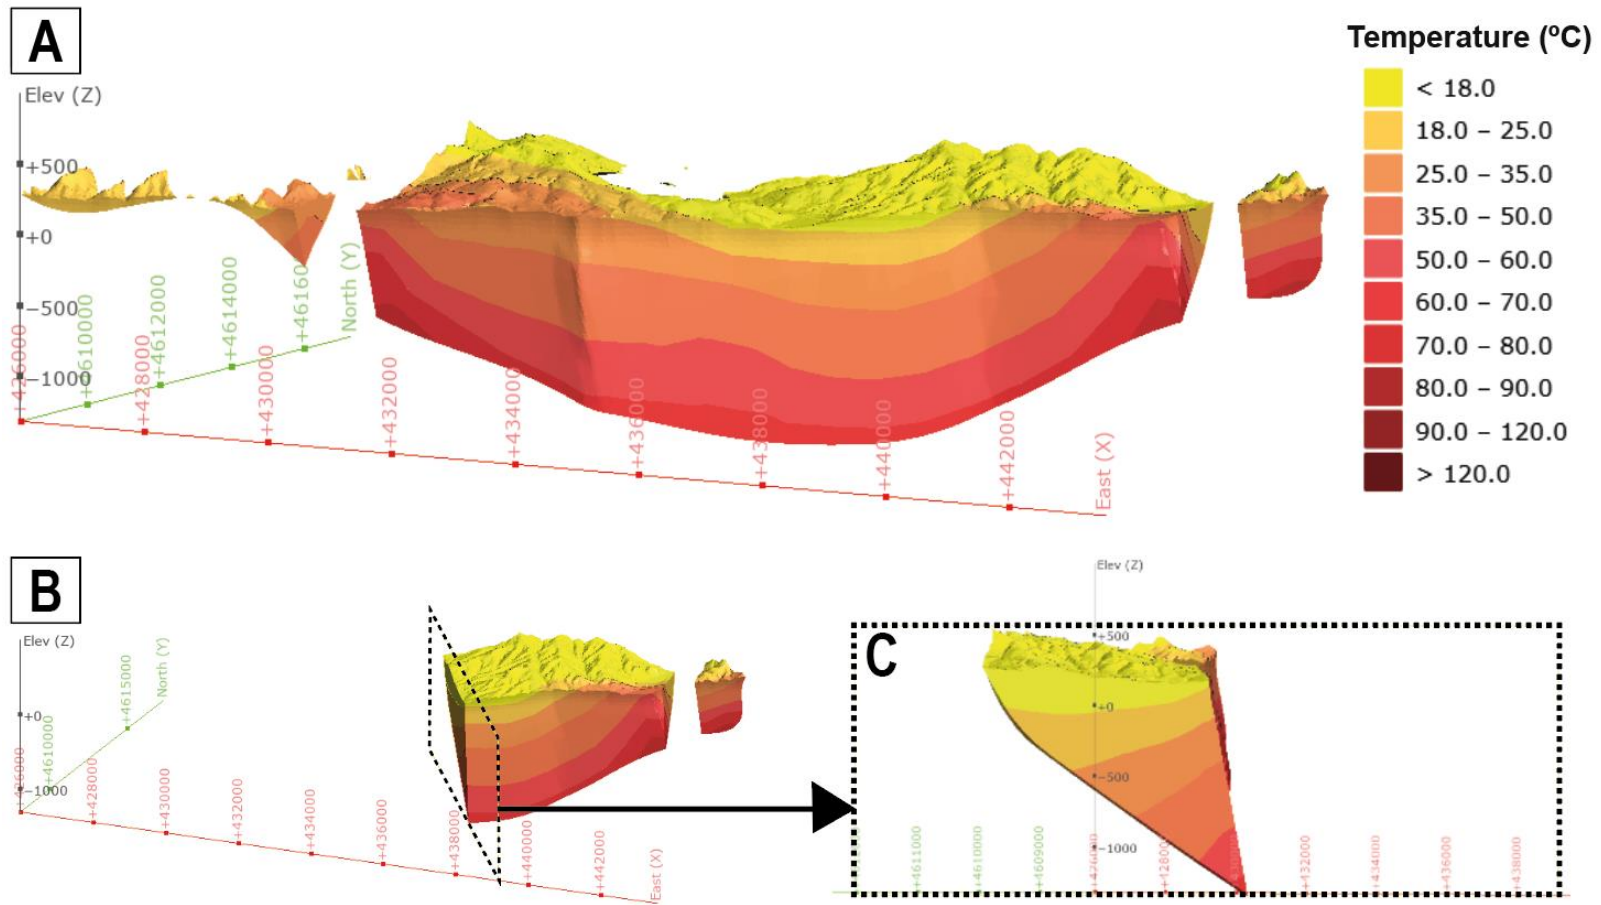 A
Temperature (ºC)
< 18.0
18.0 – 25.0
25.0 – 35.0
35.0 – 50.0
50.0 – 60.0
60.0 – 70.0
70.0 – 80.0
80.0 – 90.0
90.0 – 120.0
> 120.0
Elev (Z)
+500
+0
−500
−1000
North (Y)
+4610000
+4612000
+4614000
+46160
+426000
+428000
+430000
+432000
+434000
+436000
+438000
+440000
+442000
East (X)
B
Elev (Z)
+0
−1000
North (Y)
+4610000
+4615000
+428000
+430000
+432000
+434000
+436000
+438000
+440000
+442000
East (X)
C
Elev (Z)
+500
+0
−500
−1000
+4611000
+4610000
+4609000
+432000
+434000
+436000
+438000